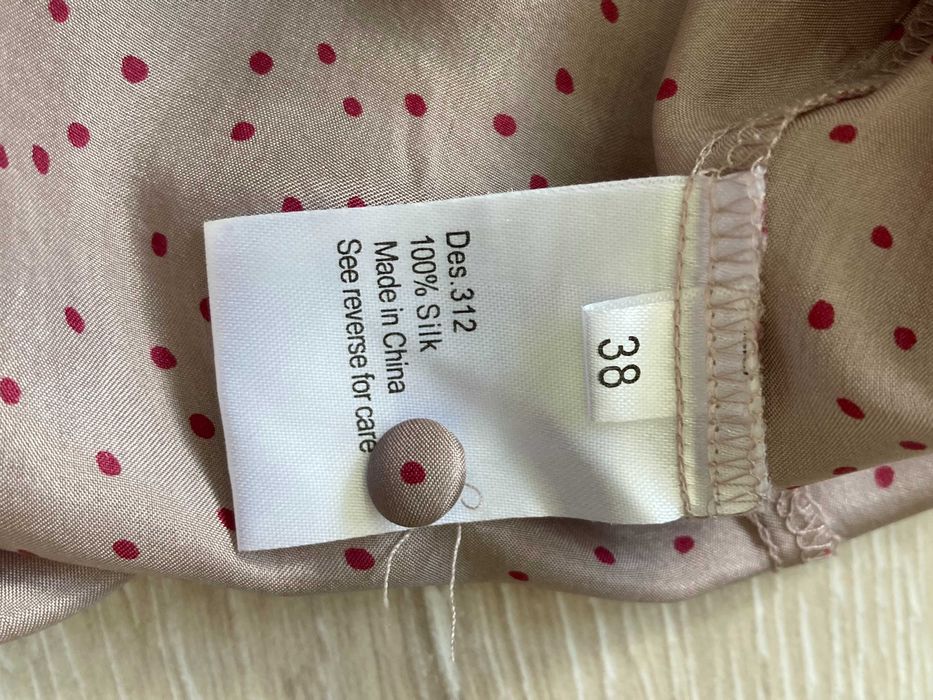 38
Des.312
100% Silk
Made in China
See reverse for care